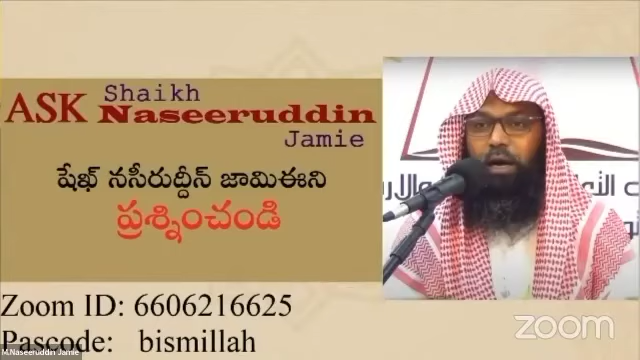 Shaikh
ASK Naseeruddin
Jamie
షేఖ్ నసీరుద్దీన్ జామిఈని
ప్రశ్నించండి
Zoom ID: 6606216625
Pascode: bismillah
M.Naseeruddin Jamie
zoom